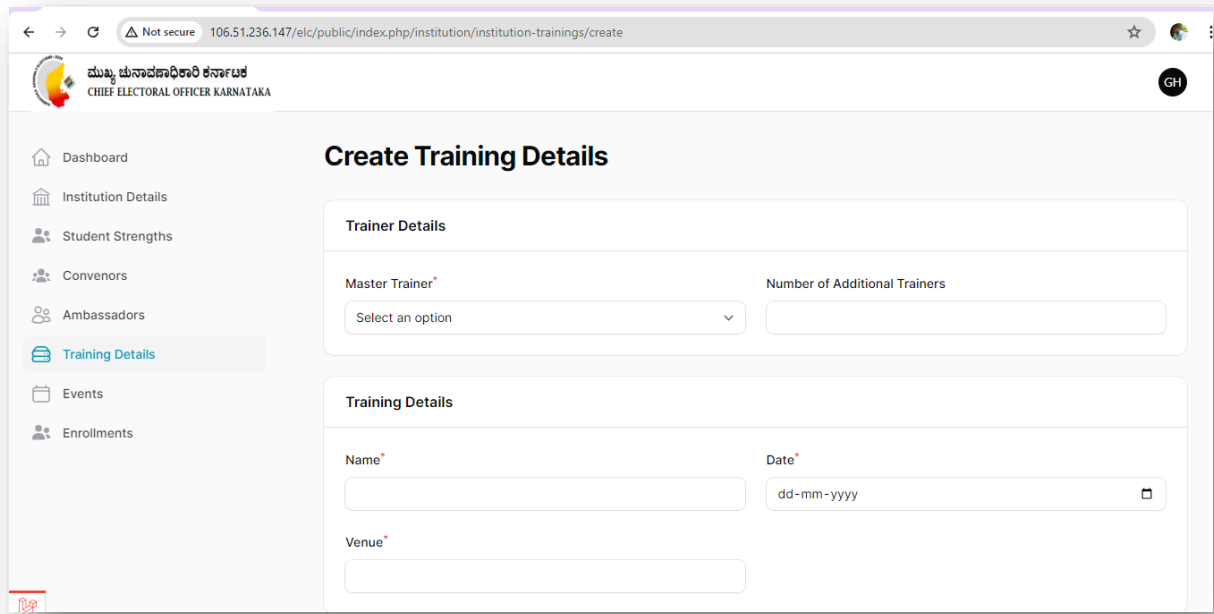 Not secure 106.51.236.147/elc/public/index.php/institution/institution-trainings/create
ಮುಖ್ಯ ಚುನಾವಣಾಧಿಕಾರಿ ಕರ್ನಾಟಕ
CHIEF ELECTORAL OFFICER KARNATAKA
GH
Dashboard
Institution Details
Student Strengths
Convenors
Ambassadors
Training Details
Events
Enrollments
Create Training Details
Trainer Details
Master Trainer*
Number of Additional Trainers
Select an option
Training Details
Name*
Date*
dd-mm-yyyy
Venue*